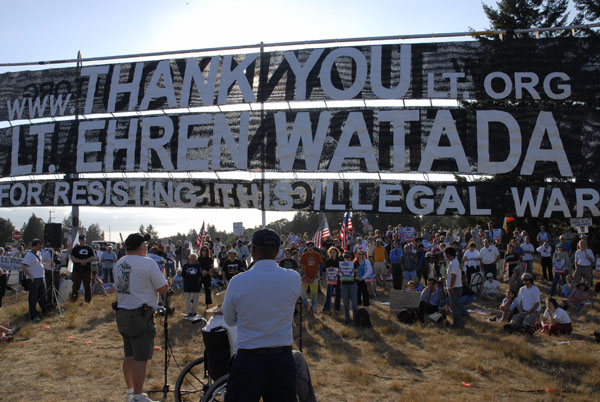 WWW. THANK YOU LT. ORG
LT. EHREN WATADA
FOR RESISTING THIS ILLEGAL WAR